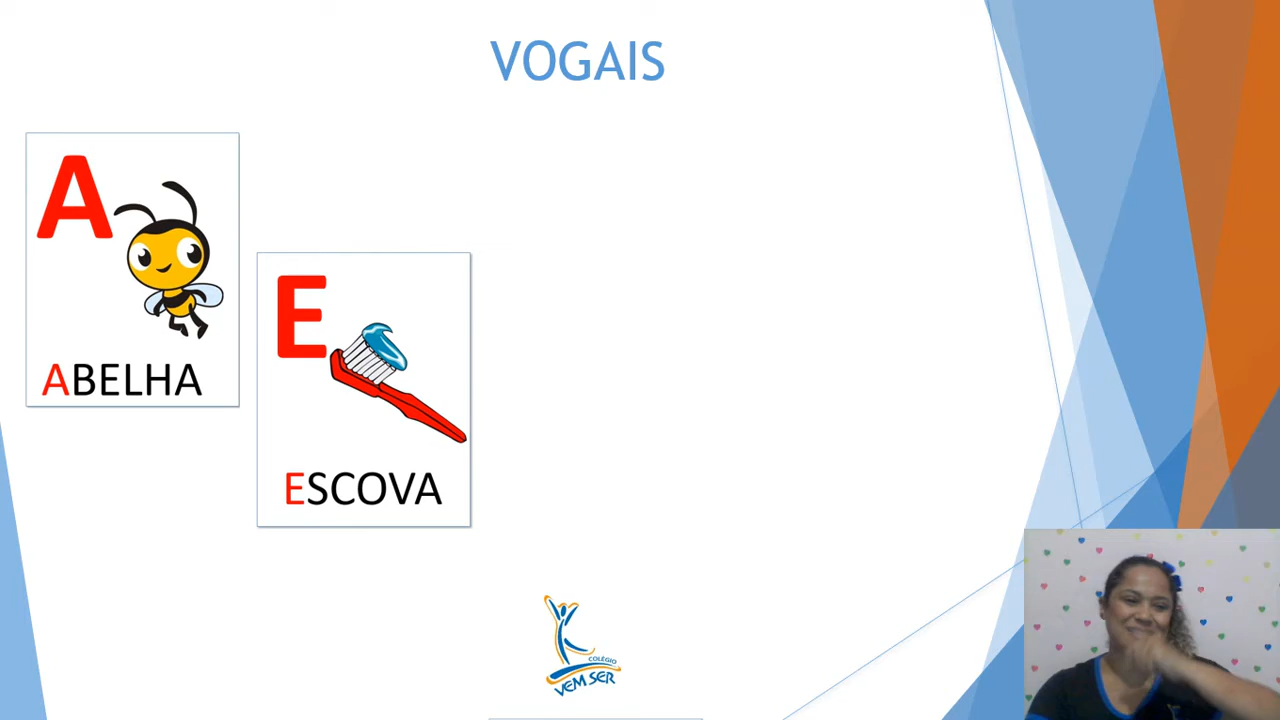 VOGAIS
A
ABELHA
E
ESCOVA
COLÉGIO
VEM SER